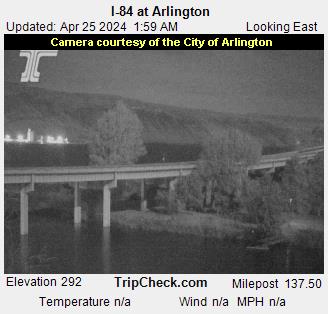 I-84 at Arlington
Updated: Apr 25 2024 1:59 AM Looking East
Camera courtesy of the City of Arlington
Elevation 292 TripCheck.com Milepost 137.50
Temperature n/a Wind n/a MPH n/a